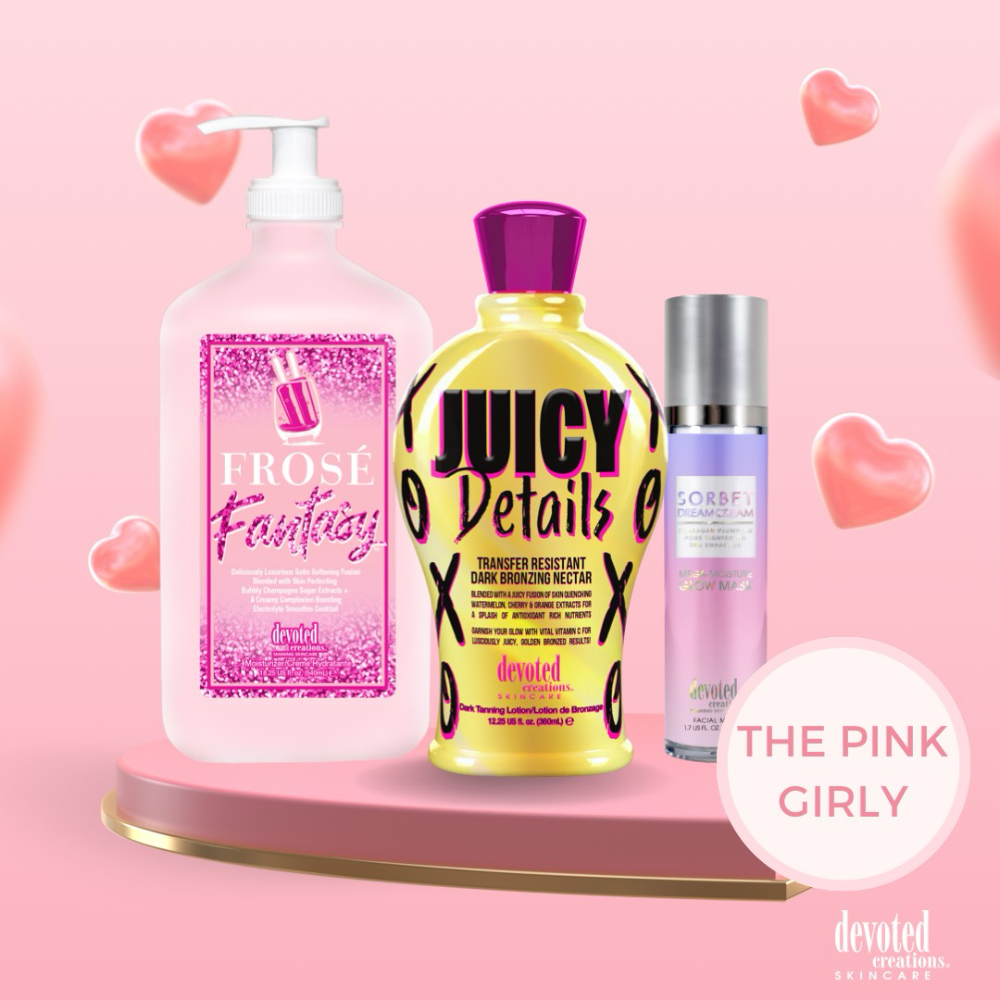 FROSÉ
Fantasy
Deliciously Luxurious Satin Softening Fusion
Blended with Skin Perfecting
Bubbly Champagne Sugar Extracts +
A Creamy Complexion Boosting
Electrolyte Smoothie Cocktail
devoted
creations.
TANNING SKINCARE
Moisturizer/Crème Hydratante
18.25 US fl. oz. (540mL) ℮
JUICY
Details
TRANSFER RESISTANT
DARK BRONZING NECTAR
BLENDED WITH A JUICY FUSION OF SKIN QUENCHING
WATERMELON, CHERRY & ORANGE EXTRACTS FOR
A SPLASH OF ANTIOXIDANT RICH NUTRIENTS
GARNISH YOUR GLOW WITH VITAL VITAMIN C FOR
LUSCIOUSLY JUICY, GOLDEN BRONZED RESULTS!
devoted
creations®
SKINCARE
Dark Tanning Lotion/Lotion de Bronzage
12.25 US fl. oz. (360mL) ℮
SORBET
DREAM CREAM
COLLAGEN PLUMPING
PORE TIGHTENING
MEGA-MOISTURE
GLOW MASK
devoted
FACIAL M
1.7 US FL. OZ.
THE PINK
GIRLY
devoted
creations®
SKINCARE